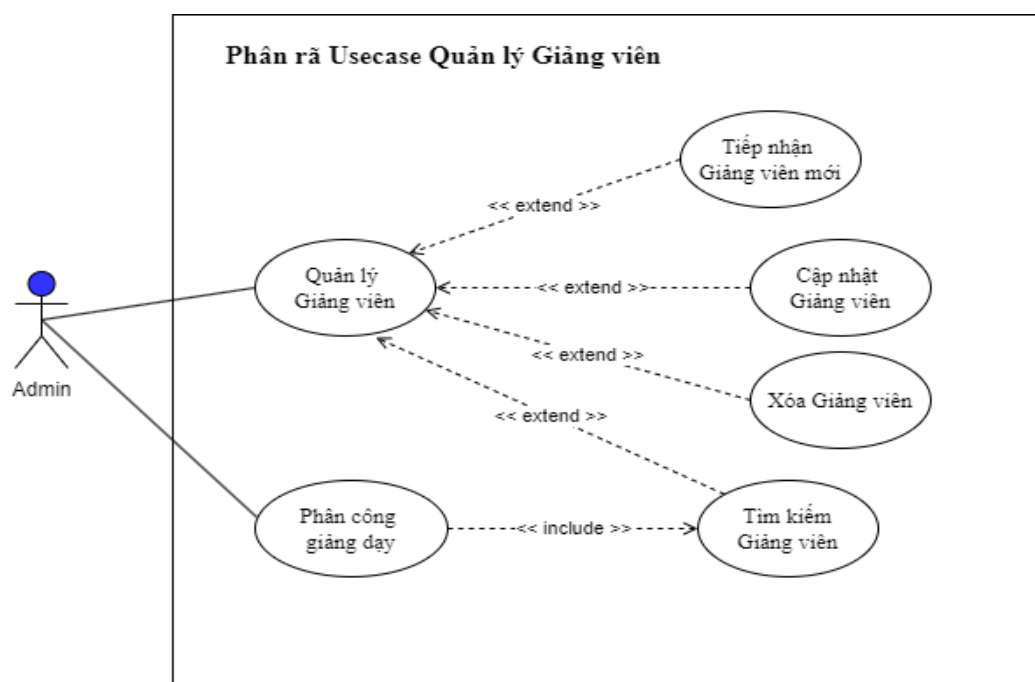 Phân rã Usecase Quản lý Giảng viên
Tiếp nhận
Giảng viên mới
<< extend >>
Quản lý
Giảng viên
<< extend >>
Cập nhật
Giảng viên
<< extend >>
Xóa Giảng viên
Admin
<< extend >>
Phân công
giảng dạy
<< include >>
Tìm kiếm
Giảng viên